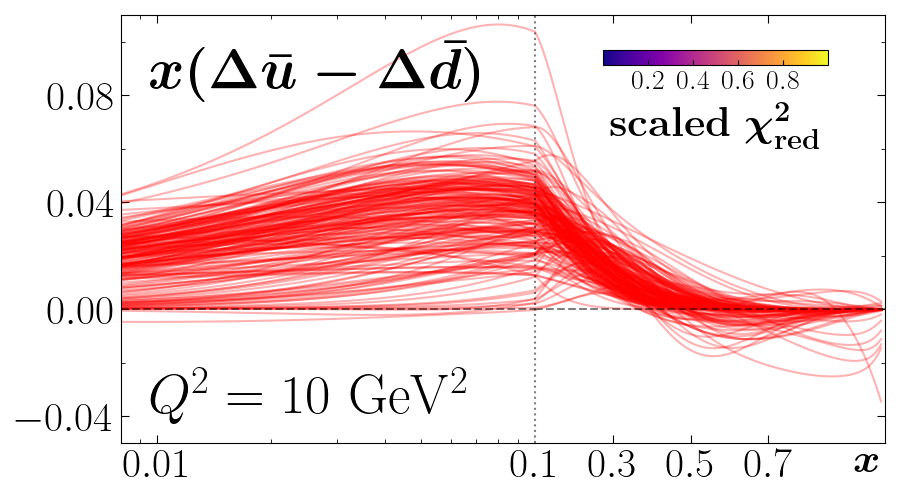 x(Δū − Δd̄)
0.2 0.4 0.6 0.8
scaled χ²_red
0.08
0.04
0.00
−0.04
Q² = 10 GeV²
0.01 0.1 0.3 0.5 0.7 x